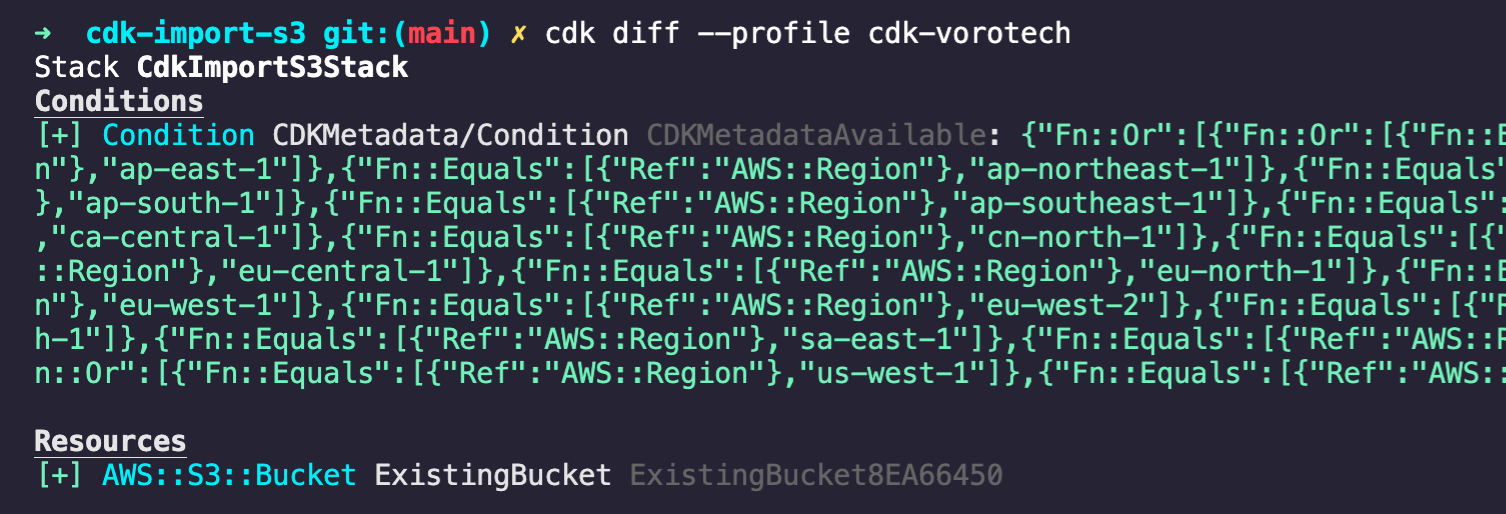 ➜  cdk-import-s3 git:(main) ✗ cdk diff --profile cdk-vorotech
Stack CdkImportS3Stack
Conditions
[+] Condition CDKMetadata/Condition CDKMetadataAvailable: {"Fn::Or":[{"Fn::Or":[{"Fn::E
n"},"ap-east-1"]},{"Fn::Equals":[{"Ref":"AWS::Region"},"ap-northeast-1"]},{"Fn::Equals"
},"ap-south-1"]},{"Fn::Equals":[{"Ref":"AWS::Region"},"ap-southeast-1"]},{"Fn::Equals":
,"ca-central-1"]},{"Fn::Equals":[{"Ref":"AWS::Region"},"cn-north-1"]},{"Fn::Equals":[{"
::Region"},"eu-central-1"]},{"Fn::Equals":[{"Ref":"AWS::Region"},"eu-north-1"]},{"Fn::E
n"},"eu-west-1"]},{"Fn::Equals":[{"Ref":"AWS::Region"},"eu-west-2"]},{"Fn::Equals":[{"R
h-1"]},{"Fn::Equals":[{"Ref":"AWS::Region"},"sa-east-1"]},{"Fn::Equals":[{"Ref":"AWS::R
n::Or":[{"Fn::Equals":[{"Ref":"AWS::Region"},"us-west-1"]},{"Fn::Equals":[{"Ref":"AWS::
Resources
[+] AWS::S3::Bucket ExistingBucket ExistingBucket8EA66450